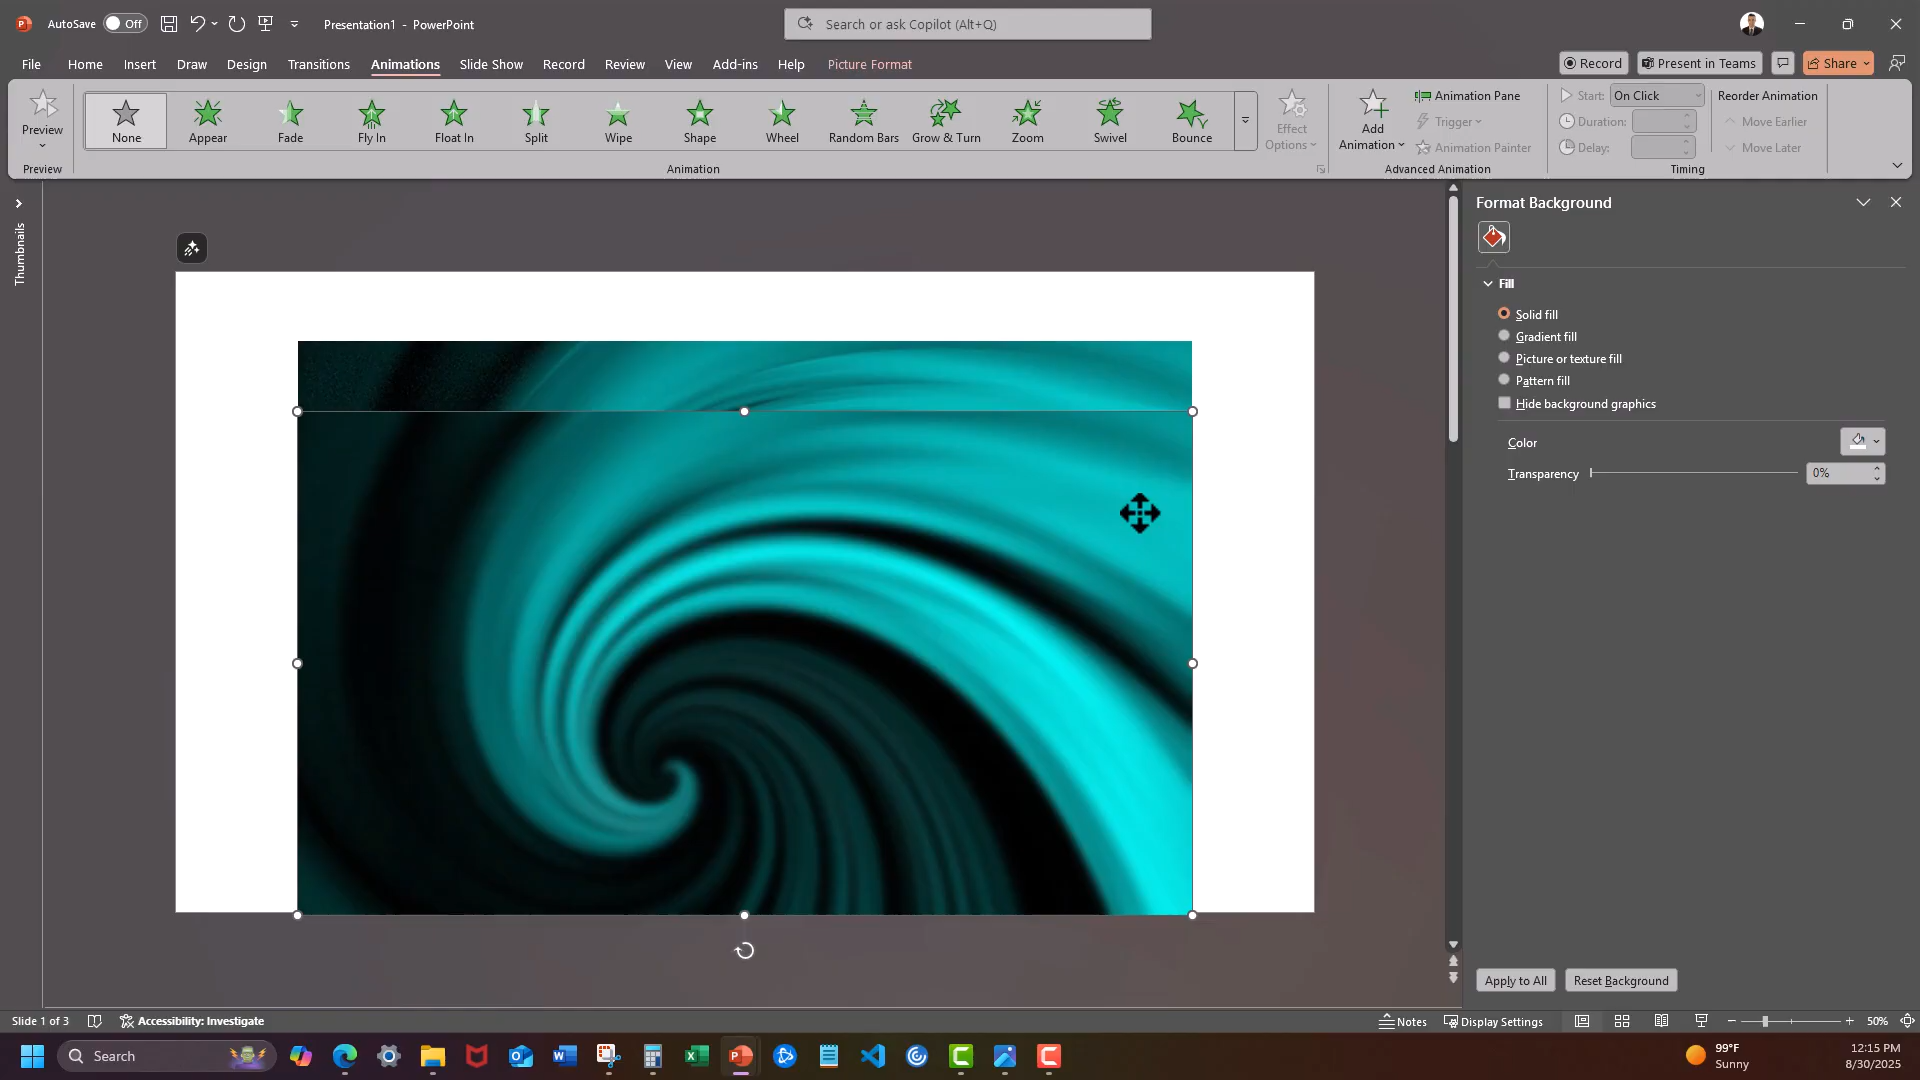 AutoSave Off Presentation1 - PowerPoint Search or ask Copilot (Alt+Q)
File Home Insert Draw Design Transitions Animations Slide Show Record Review View Add-ins Help Picture Format Record Present in Teams Share
Preview
Preview
None Appear Fade Fly In Float In Split Wipe Shape Wheel Random Bars Grow & Turn Zoom Swivel Bounce
Animation
Effect
Options
Add
Animation
Animation Pane
Trigger
Animation Painter
Advanced Animation
Start: On Click
Duration:
Delay:
Reorder Animation
Move Earlier
Move Later
Timing
Thumbnails
Format Background
Fill
Solid fill
Gradient fill
Picture or texture fill
Pattern fill
Hide background graphics
Color
Transparency 0%
Apply to All Reset Background
Slide 1 of 3 Accessibility: Investigate Notes Display Settings 50%
Search
99°F
Sunny
12:15 PM
8/30/2025